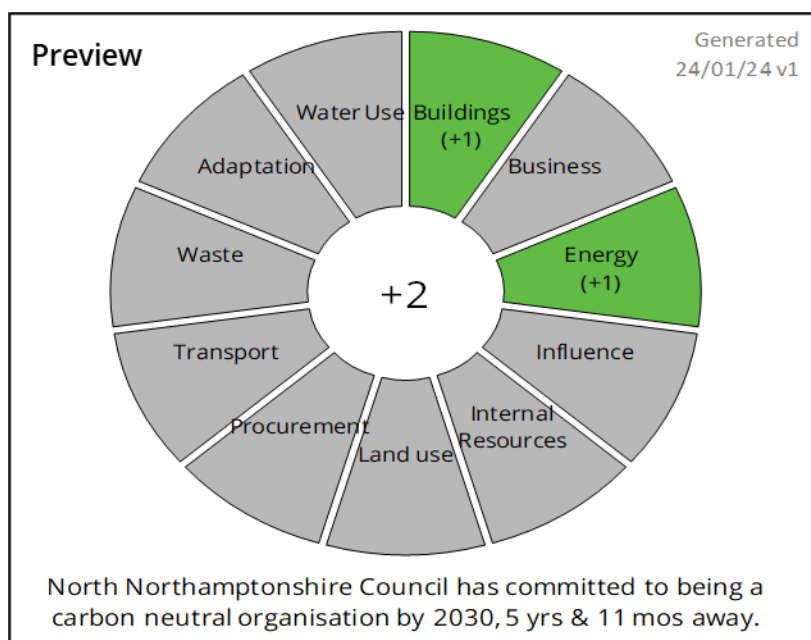 Preview
Generated
24/01/24 v1
Water Use
Buildings
(+1)
Adaptation
Business
Waste
Energy
(+1)
+2
Transport
Influence
Procurement
Internal
Resources
Land use
North Northamptonshire Council has committed to being a
carbon neutral organisation by 2030, 5 yrs & 11 mos away.